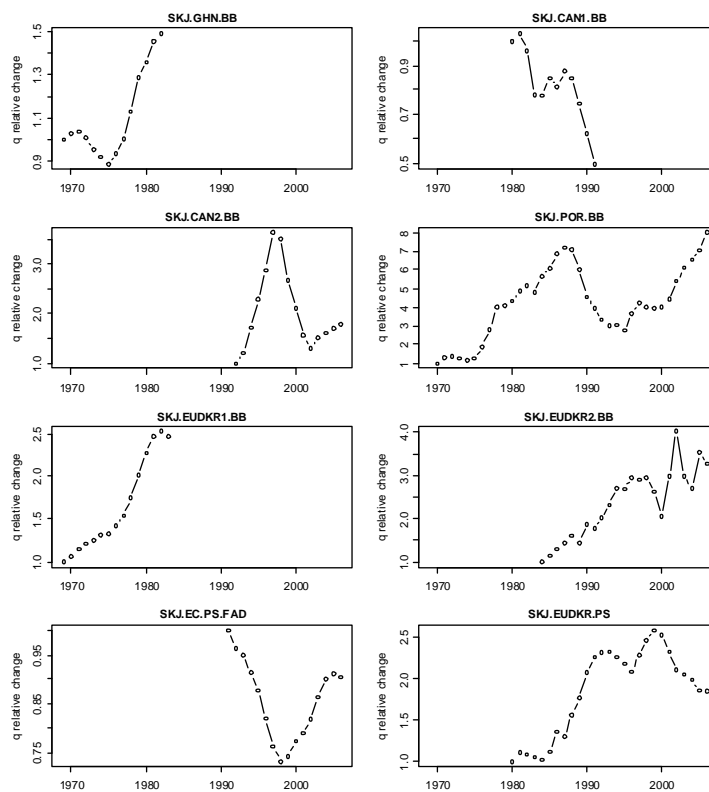 SKJ.GHN.BB
q relative change
0.9 1.1 1.3 1.5
1970 1980 1990 2000
SKJ.CAN1.BB
q relative change
0.5 0.7 0.9
1970 1980 1990 2000
SKJ.CAN2.BB
q relative change
1.0 2.0 3.0
1970 1980 1990 2000
SKJ.POR.BB
q relative change
1 2 3 4 5 6 7 8
1970 1980 1990 2000
SKJ.EUDKR1.BB
q relative change
1.0 1.5 2.0 2.5
1970 1980 1990 2000
SKJ.EUDKR2.BB
q relative change
1.0 2.0 3.0 4.0
1970 1980 1990 2000
SKJ.EC.PS.FAD
q relative change
0.75 0.85 0.95
1970 1980 1990 2000
SKJ.EUDKR.PS
q relative change
1.0 1.5 2.0 2.5
1970 1980 1990 2000